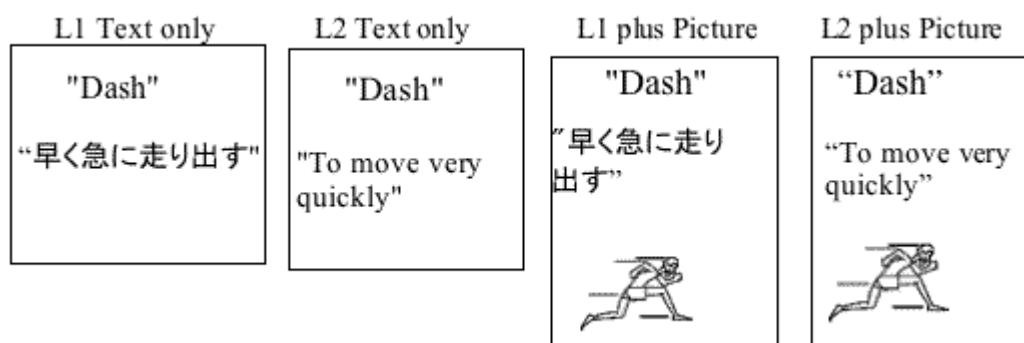 L1 Text only
"Dash"
“早く急に走り出す"
L2 Text only
"Dash"
"To move very
quickly"
L1 plus Picture
"Dash"
″早く急に走り
出す”
L2 plus Picture
“Dash”
“To move very
quickly”